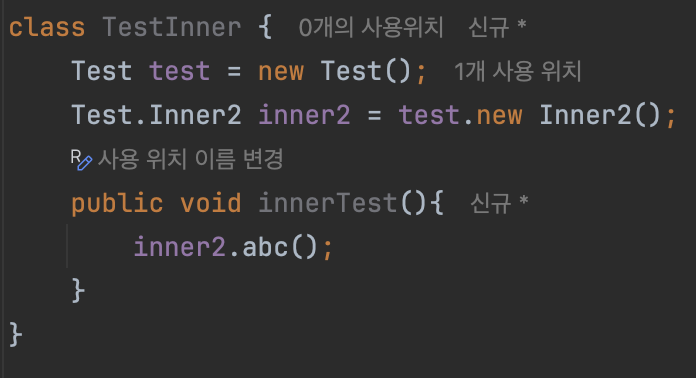 class TestInner {  0개의 사용위치  신규 *
    Test test = new Test();  1개 사용 위치
    Test.Inner2 inner2 = test.new Inner2();
    R 사용 위치 이름 변경
    public void innerTest(){  신규 *
        inner2.abc();
    }
}